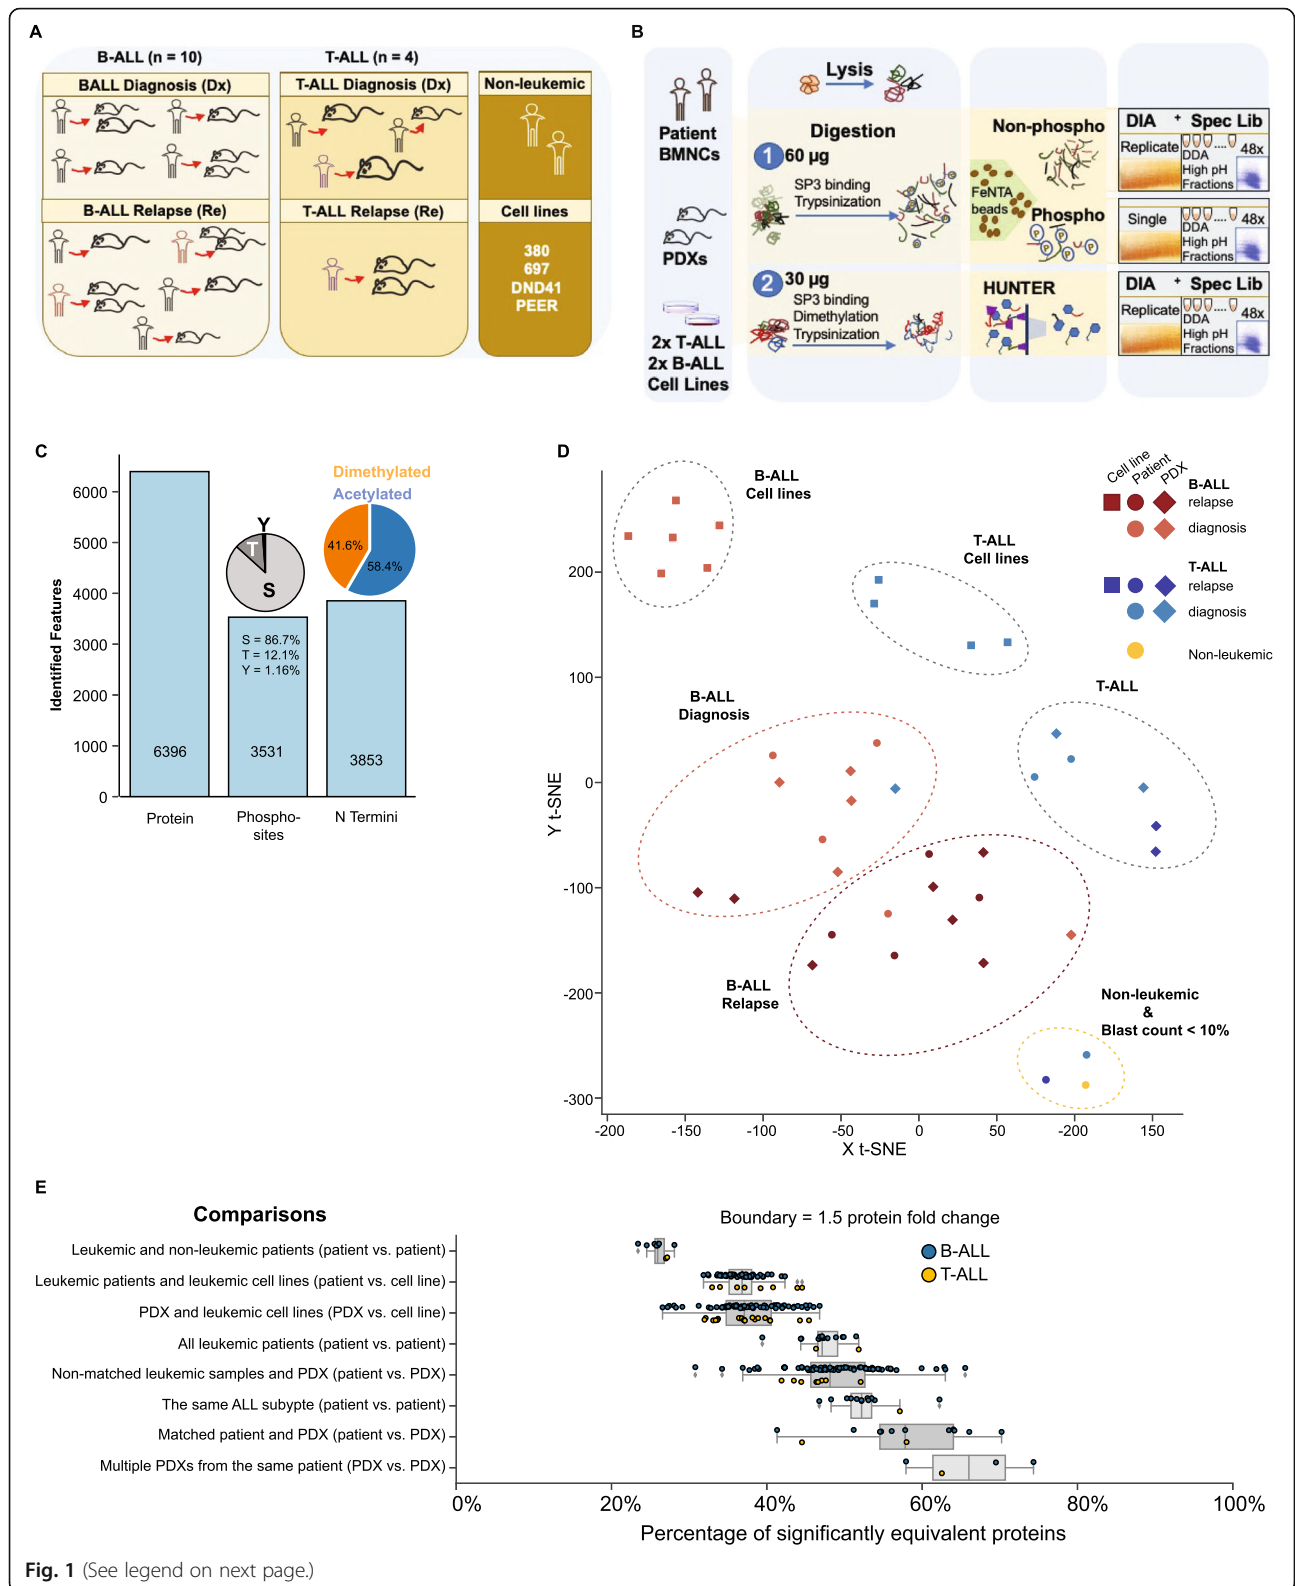 A
B-ALL (n = 10)
T-ALL (n = 4)
BALL Diagnosis (Dx)
T-ALL Diagnosis (Dx)
Non-leukemic
B-ALL Relapse (Re)
T-ALL Relapse (Re)
Cell lines
380
697
DND41
PEER
B
Patient
BMNCs
PDXs
2x T-ALL
2x B-ALL
Cell Lines
Lysis
Digestion
1
60 µg
SP3 binding
Trypsinization
2
30 µg
SP3 binding
Dimethylation
Trypsinization
Non-phospho
FeNTA
beads
Phospho
P
P
P
P
P
P
HUNTER
DIA + Spec Lib
Replicate
....
48x
DDA
High pH
Fractions
Single
....
48x
DDA
High pH
Fractions
DIA + Spec Lib
Replicate
....
48x
DDA
High pH
Fractions
C
Identified Features
6000
5000
4000
3000
2000
1000
0
Dimethylated
Acetylated
Y
T
S
41.6%
58.4%
S = 86.7%
T = 12.1%
Y = 1.16%
6396
3531
3853
Protein
Phospho-
sites
N Termini
D
B-ALL
Cell lines
T-ALL
Cell lines
B-ALL
Diagnosis
T-ALL
B-ALL
Relapse
Non-leukemic
&
Blast count < 10%
Cell line
Patient
PDX
B-ALL
relapse
diagnosis
T-ALL
relapse
diagnosis
Non-leukemic
Y t-SNE
200
100
0
-100
-200
-300
-200
-150
-100
-50
0
50
-200
150
X t-SNE
E
Comparisons
Boundary = 1.5 protein fold change
B-ALL
T-ALL
Leukemic and non-leukemic patients (patient vs. patient)
Leukemic patients and leukemic cell lines (patient vs. cell line)
PDX and leukemic cell lines (PDX vs. cell line)
All leukemic patients (patient vs. patient)
Non-matched leukemic samples and PDX (patient vs. PDX)
The same ALL subypte (patient vs. patient)
Matched patient and PDX (patient vs. PDX)
Multiple PDXs from the same patient (PDX vs. PDX)
0%
20%
40%
60%
80%
100%
Percentage of significantly equivalent proteins
Fig. 1 (See legend on next page.)